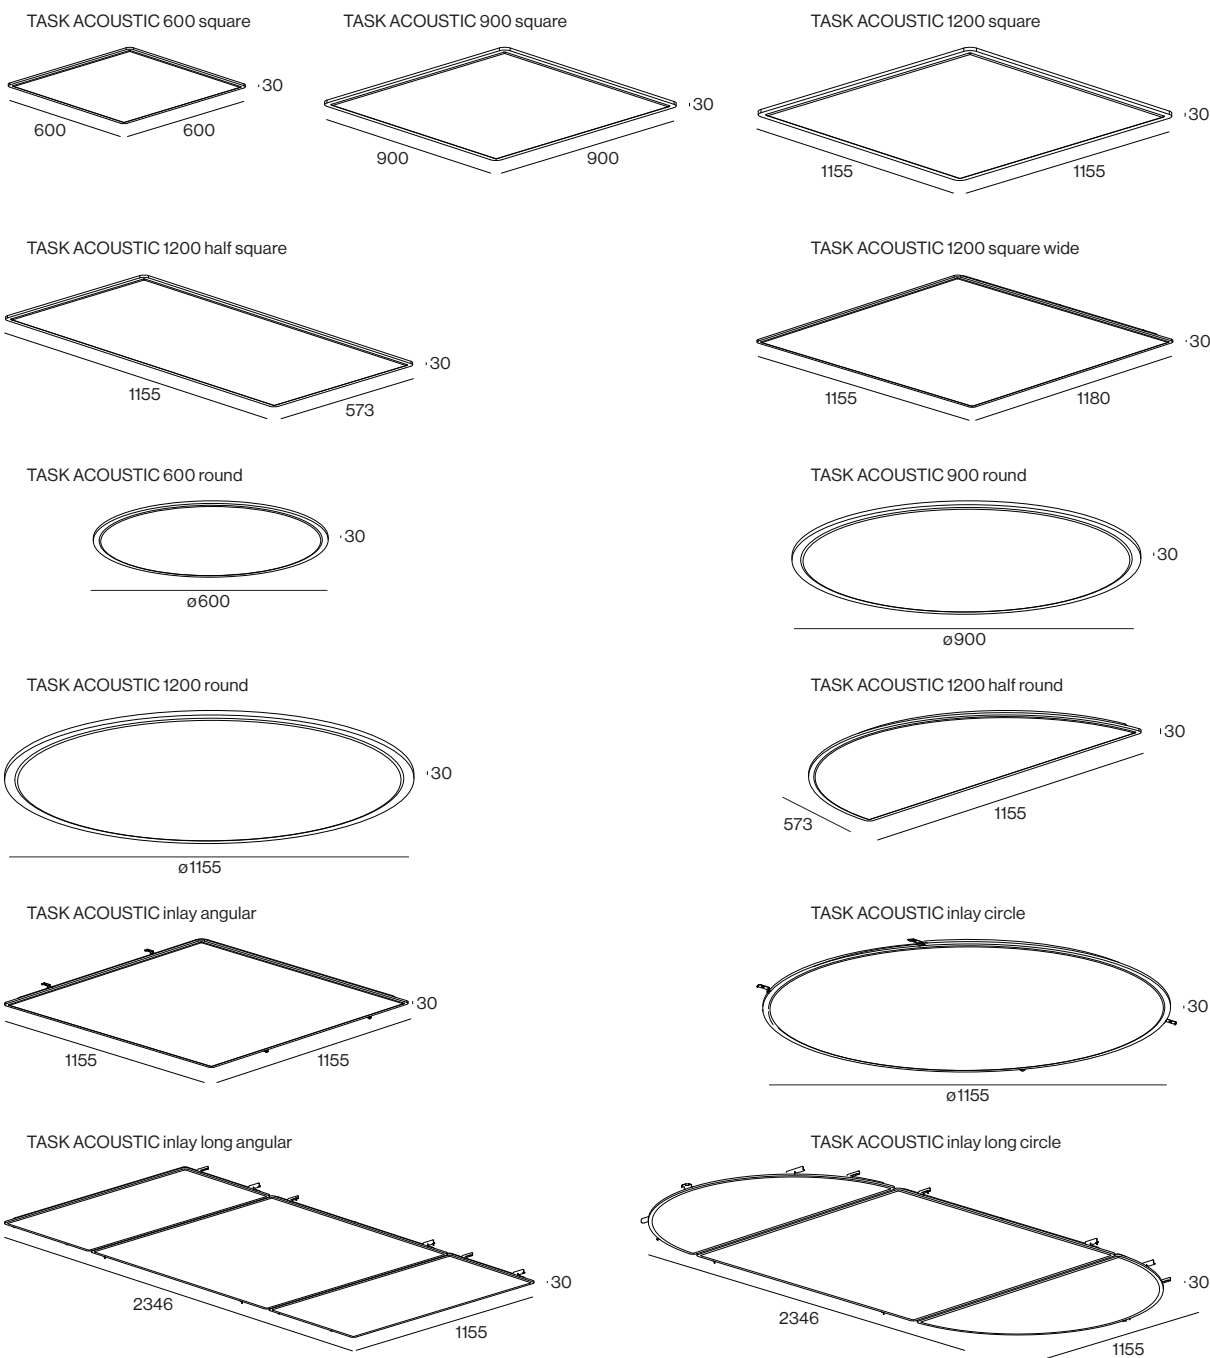 TASK ACOUSTIC 600 square
30
600
600
TASK ACOUSTIC 900 square
30
900
900
TASK ACOUSTIC 1200 square
30
1155
1155
TASK ACOUSTIC 1200 half square
30
1155
573
TASK ACOUSTIC 1200 square wide
30
1155
1180
TASK ACOUSTIC 600 round
30
ø600
TASK ACOUSTIC 900 round
30
ø900
TASK ACOUSTIC 1200 round
30
ø1155
TASK ACOUSTIC 1200 half round
30
1155
573
TASK ACOUSTIC inlay angular
30
1155
1155
TASK ACOUSTIC inlay circle
30
ø1155
TASK ACOUSTIC inlay long angular
30
2346
1155
TASK ACOUSTIC inlay long circle
30
2346
1155